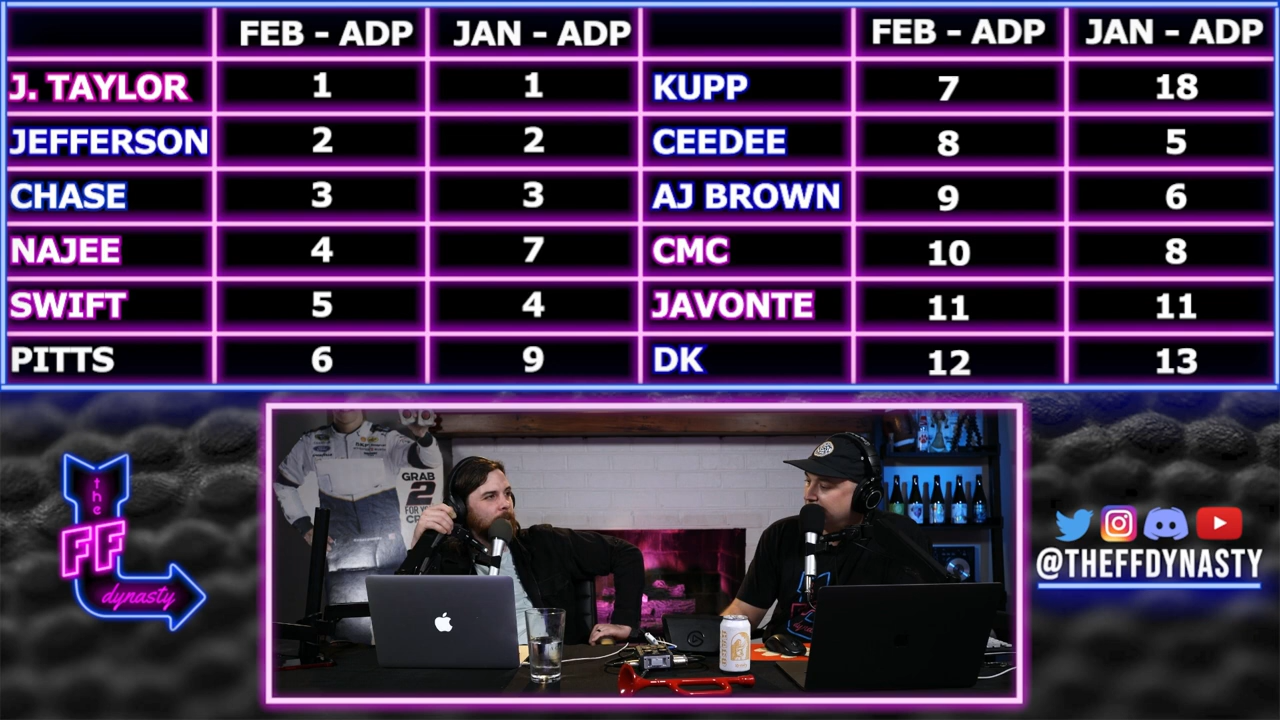 FEB - ADP JAN - ADP FEB - ADP JAN - ADP
J. TAYLOR 1 1 KUPP 7 18
JEFFERSON 2 2 CEEDEE 8 5
CHASE 3 3 AJ BROWN 9 6
NAJEE 4 7 CMC 10 8
SWIFT 5 4 JAVONTE 11 11
PITTS 6 9 DK 12 13
the
FF
dynasty
GRAB
2
FOR
@THEFFDYNASTY